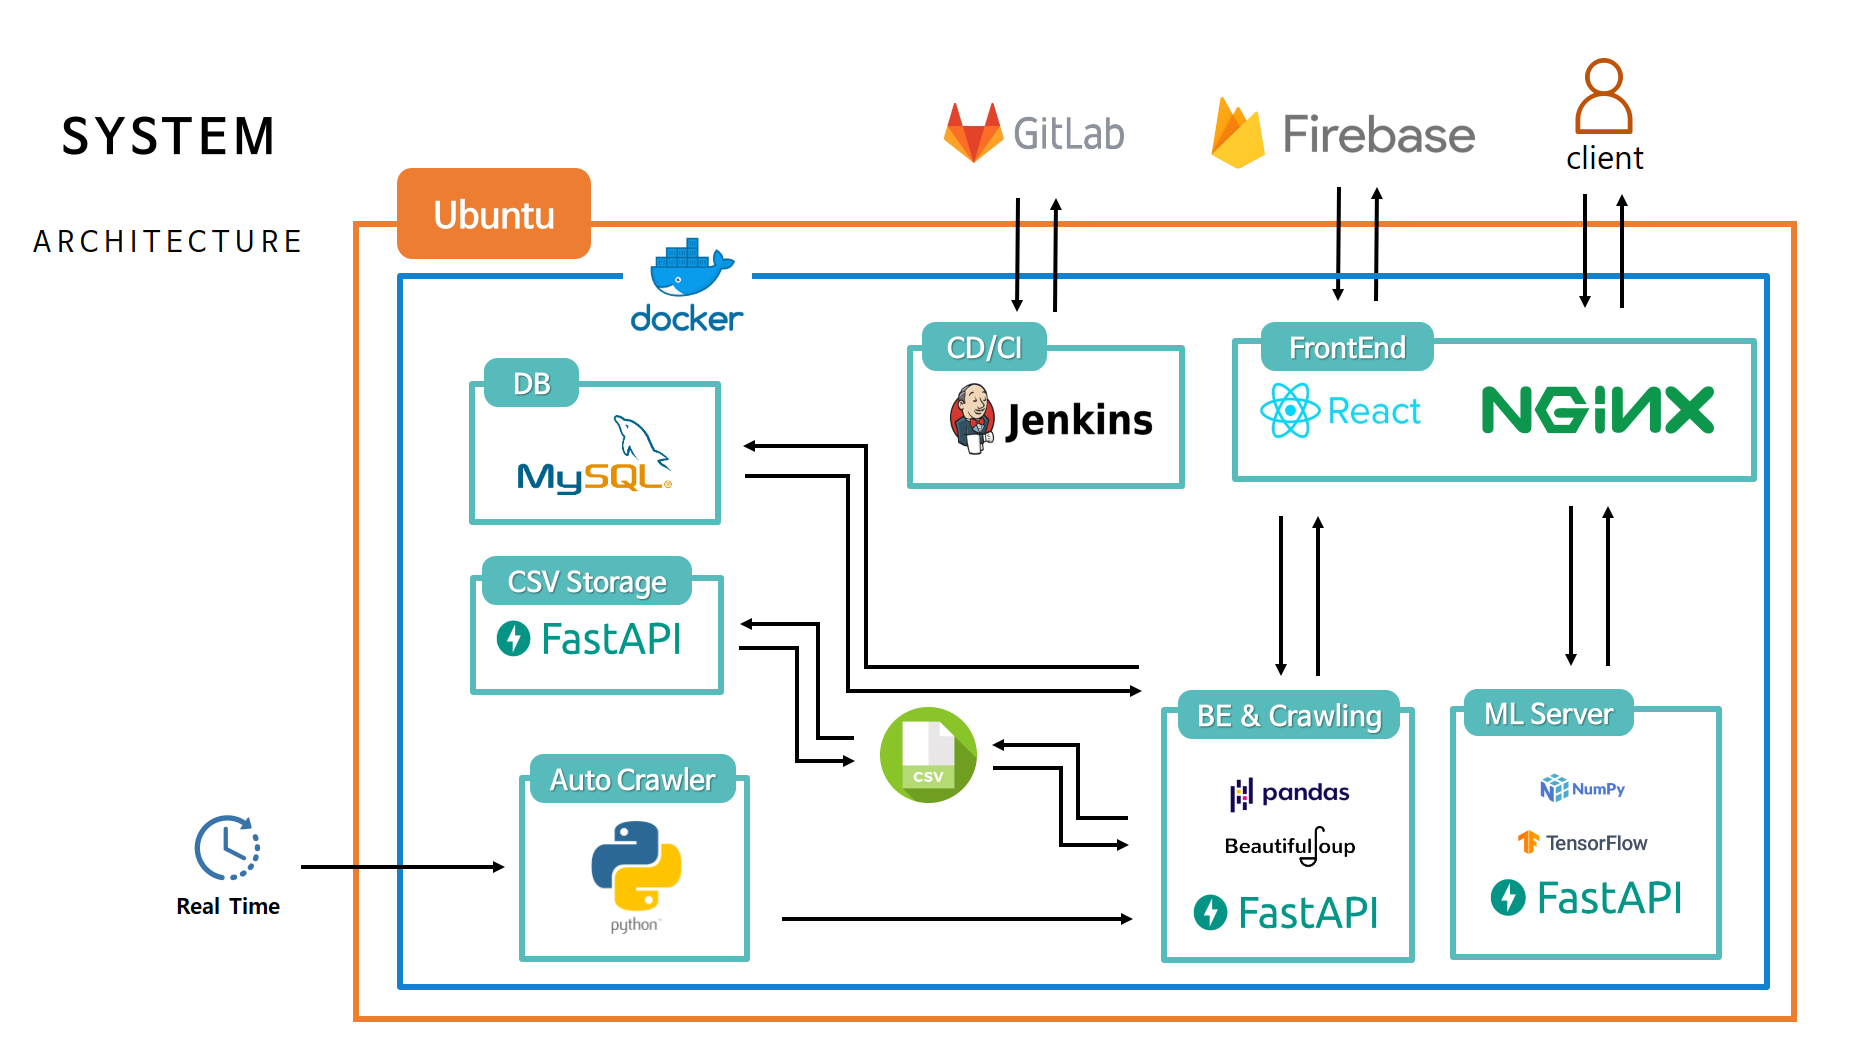 SYSTEM
ARCHITECTURE
GitLab
Firebase
client
Ubuntu
docker
CD/CI
Jenkins
FrontEnd
React
NGINX
DB
MySQL®
CSV Storage
FastAPI
CSV
Auto Crawler
python™
Real Time
BE & Crawling
pandas
BeautifulSoup
FastAPI
ML Server
NumPy
TensorFlow
FastAPI